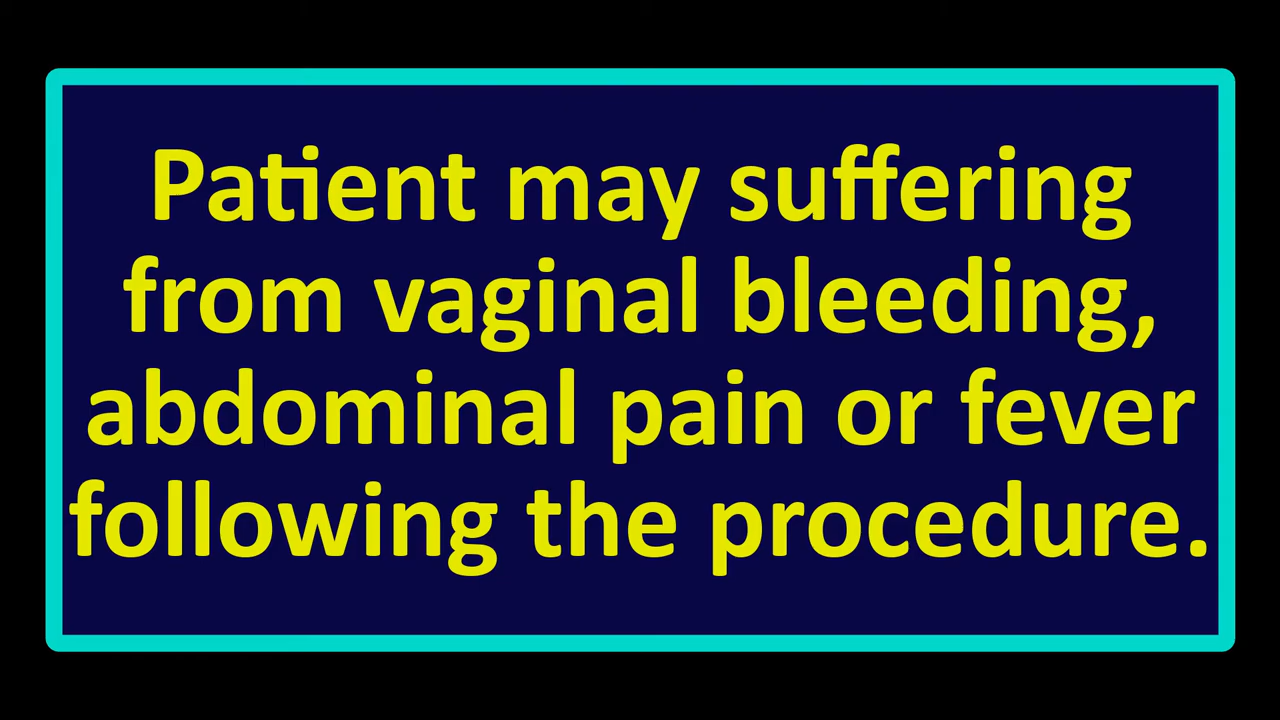 Patient may suffering
from vaginal bleeding,
abdominal pain or fever
following the procedure.